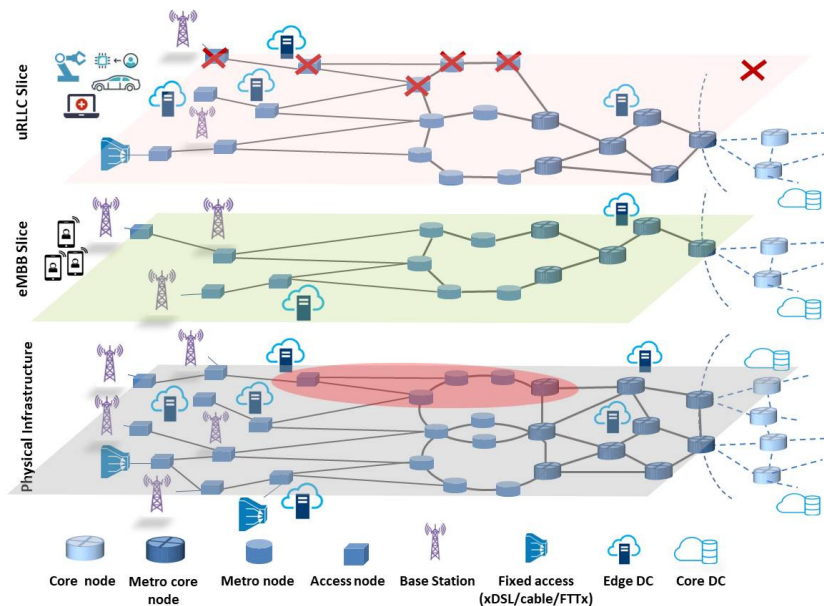 uRLLC Slice
eMBB Slice
Physical Infrastructure
Core node
Metro core
node
Metro node
Access node
Base Station
Fixed access
(xDSL/cable/FTTx)
Edge DC
Core DC